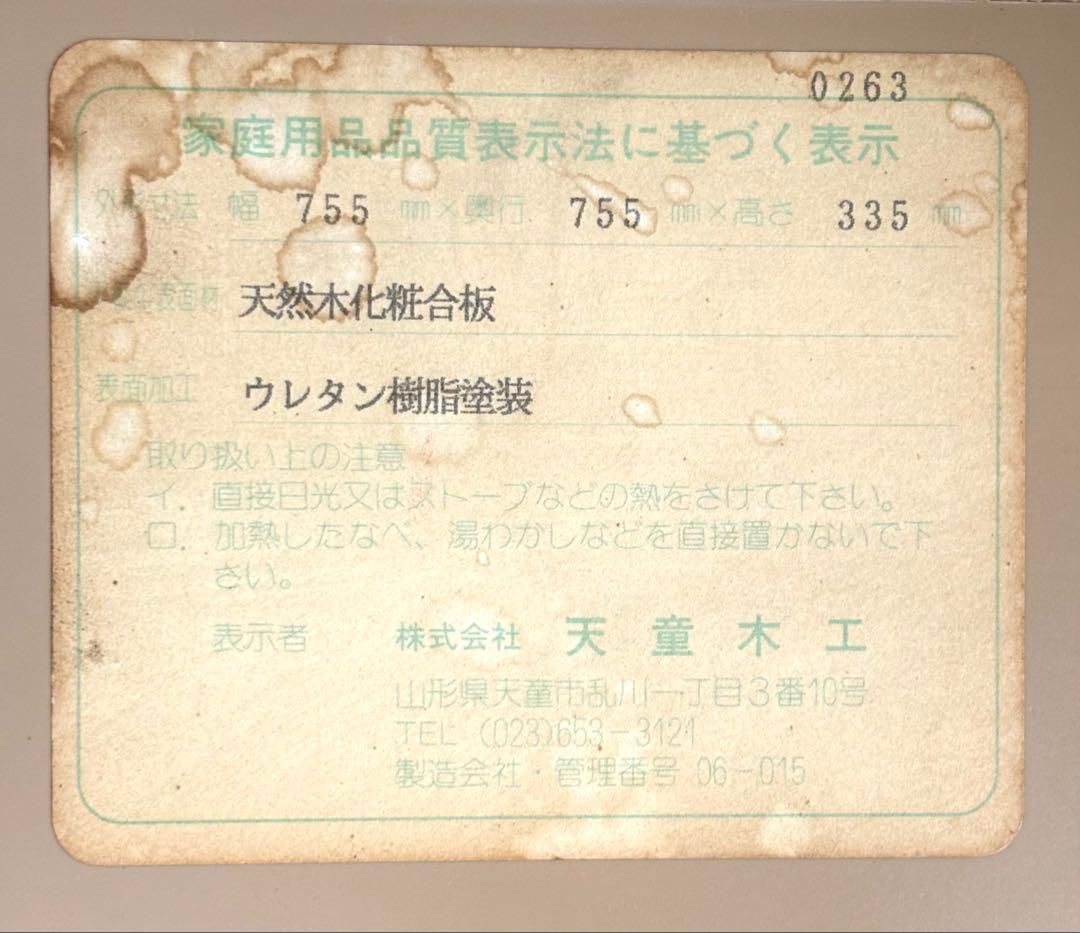 0263
家庭用品品質表示法に基づく表示
外形寸法 幅 755 mm×奥行 755 mm×高さ 335 mm
表面材 天然木化粧合板
表面加工 ウレタン樹脂塗装
取り扱い上の注意
イ. 直接日光又はストーブなどの熱をさけて下さい。
ロ. 加熱したなべ、湯わかしなどを直接置かないで下
さい。
表示者 株式会社 天童木工
山形県天童市乱川一丁目3番10号
TEL (023)653-3121
製造会社・管理番号 06-015